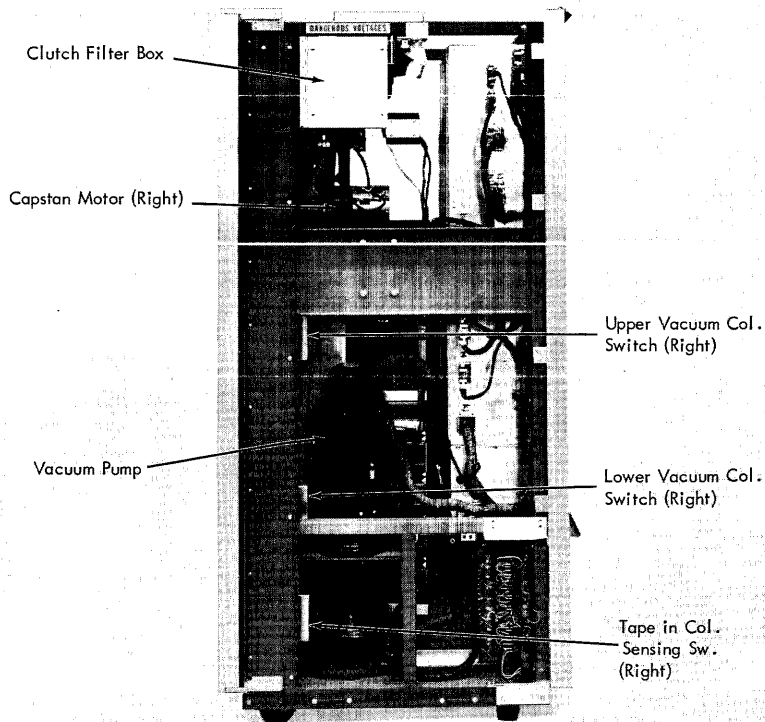 DANGEROUS VOLTAGES
Clutch Filter Box
Capstan Motor (Right)
Upper Vacuum Col.
Switch (Right)
Vacuum Pump
Lower Vacuum Col.
Switch (Right)
Tape in Col.
Sensing Sw.
(Right)